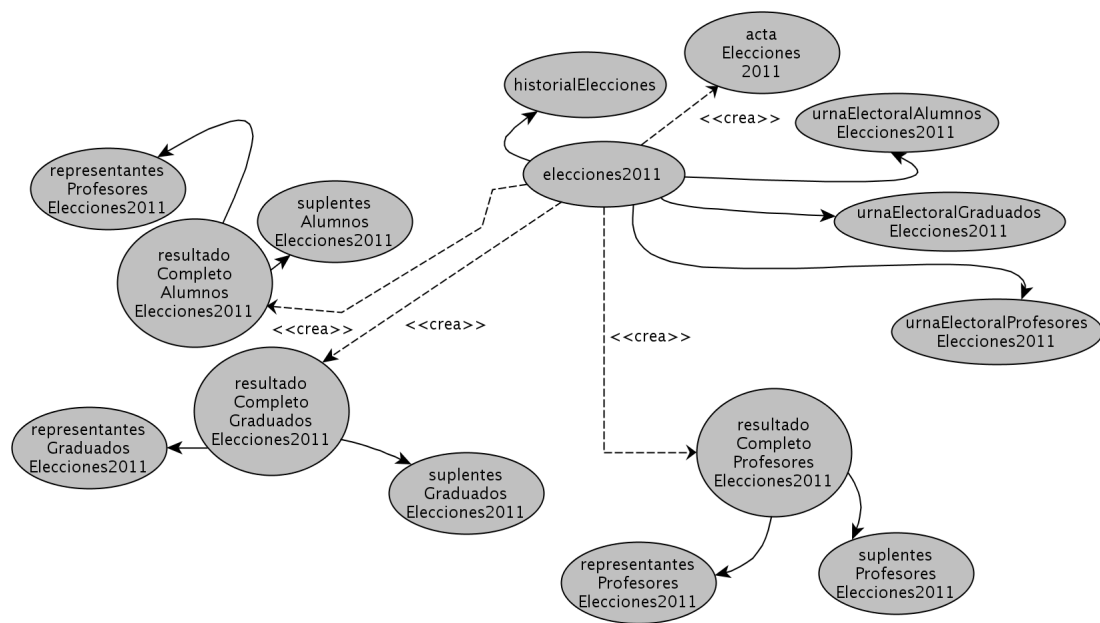 acta
Elecciones
2011
historialElecciones
<<crea>>
urnaElectoralAlumnos
Elecciones2011
elecciones2011
representantes
Profesores
Elecciones2011
suplentes
Alumnos
Elecciones2011
urnaElectoralGraduados
Elecciones2011
resultado
Completo
Alumnos
Elecciones2011
<<crea>>
<<crea>>
<<crea>>
urnaElectoralProfesores
Elecciones2011
resultado
Completo
Graduados
Elecciones2011
representantes
Graduados
Elecciones2011
suplentes
Graduados
Elecciones2011
resultado
Completo
Profesores
Elecciones2011
representantes
Profesores
Elecciones2011
suplentes
Profesores
Elecciones2011